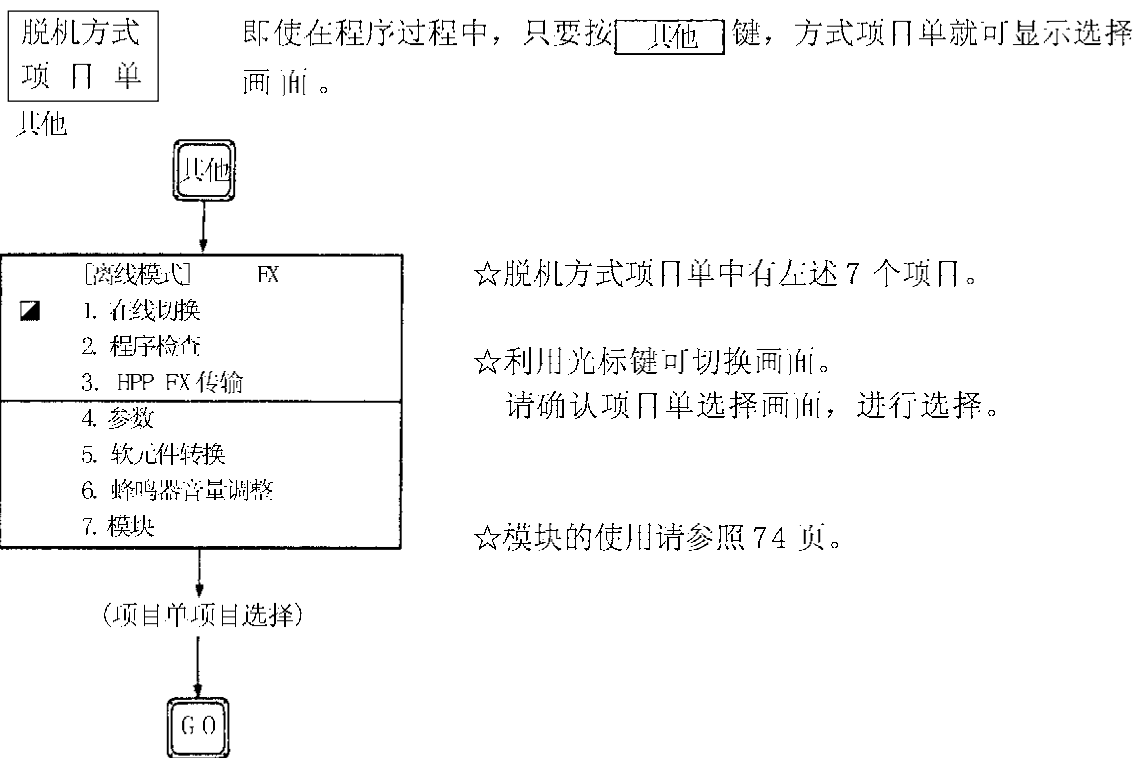 脱机方式
项目单
即使在程序过程中，只要按 其他 键，方式项目单就可显示选择
画面。
其他
其他
[离线模式] FX
1. 在线切换
2. 程序检查
3. HPP FX传输
4. 参数
5. 软元件转换
6. 蜂鸣器音量调整
7. 模块
☆脱机方式项目单中有左述7个项目。
☆利用光标键可切换画面。
请确认项目单选择画面，进行选择。
☆模块的使用请参照74页。
(项目单项目选择)
GO